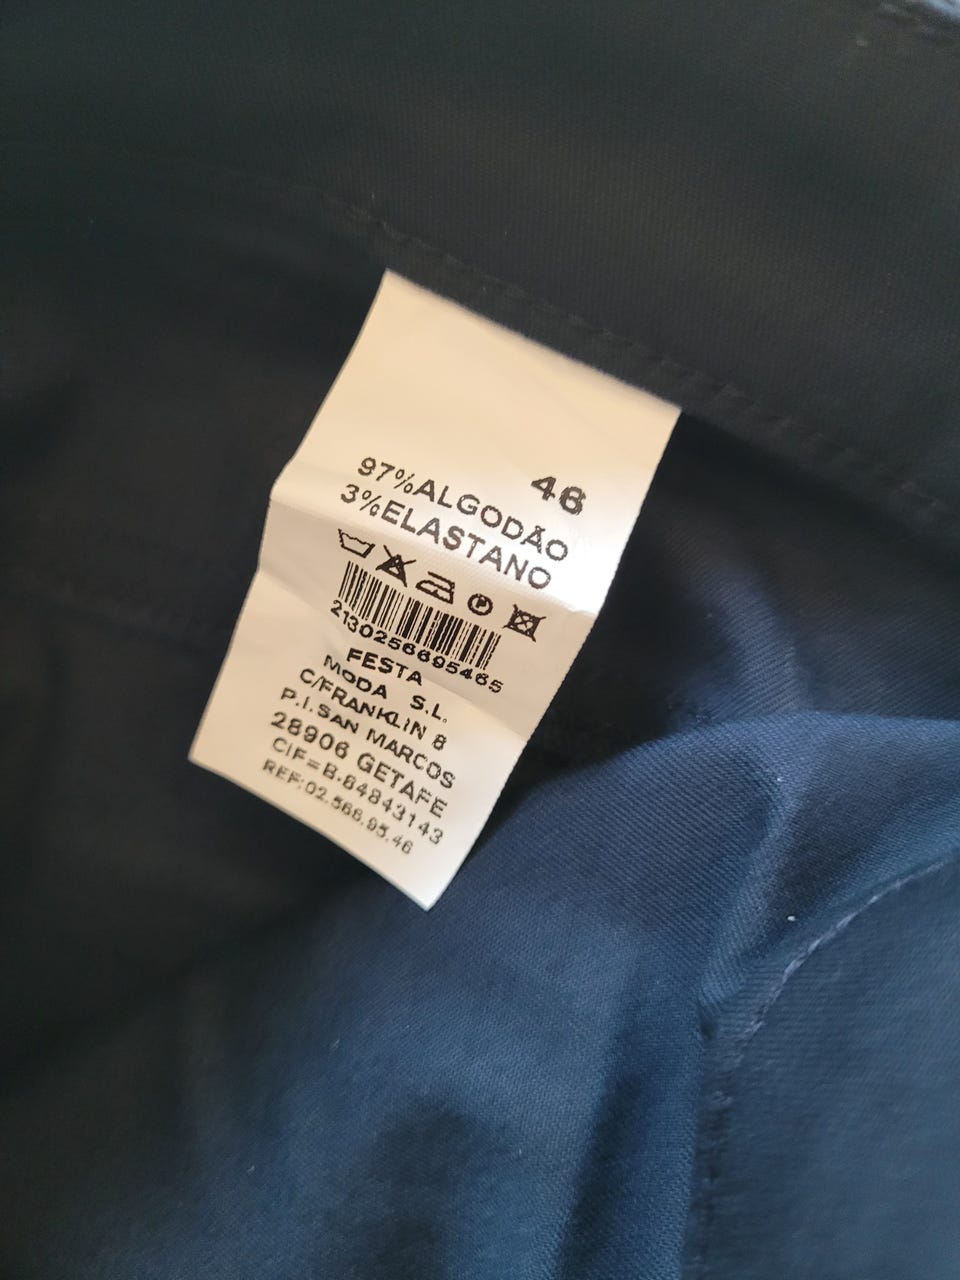 46
97%ALGODÃO
3%ELASTANO
2130256695465
FESTA
MODA S.L.
C/FRANKLIN 8
P.I.SAN MARCOS
28906 GETAFE
CIF=B.84843143
REF:02.566.95.46